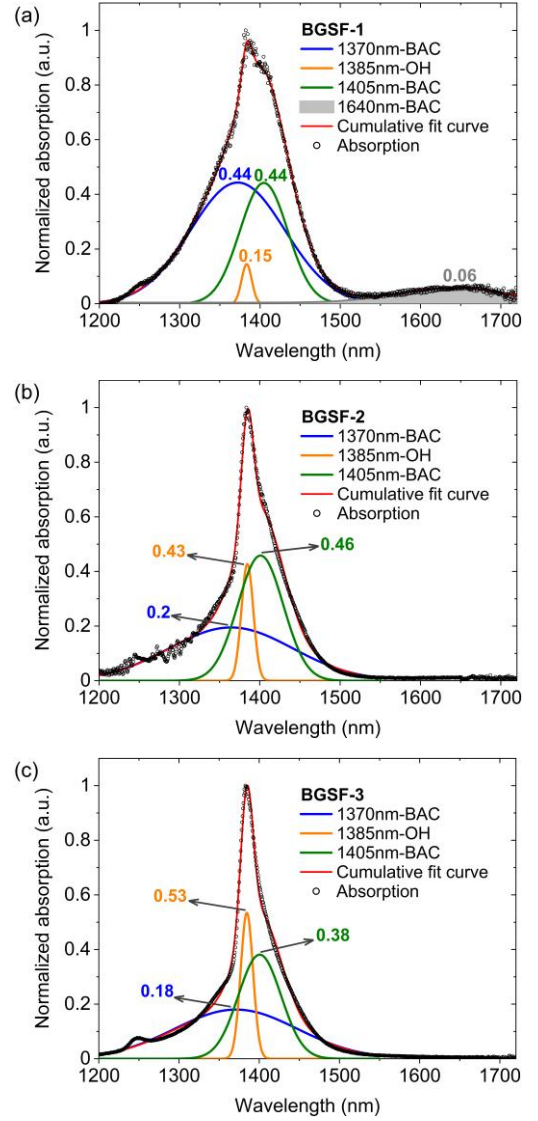 (a)
BGSF-1
1370nm-BAC
1385nm-OH
1405nm-BAC
1640nm-BAC
Cumulative fit curve
Absorption
0.44
0.44
0.15
0.06
Normalized absorption (a.u.)
1
0.8
0.6
0.4
0.2
0
1200 1300 1400 1500 1600 1700
Wavelength (nm)
(b)
BGSF-2
1370nm-BAC
1385nm-OH
1405nm-BAC
Cumulative fit curve
Absorption
0.43
0.46
0.2
Normalized absorption (a.u.)
1
0.8
0.6
0.4
0.2
0
1200 1300 1400 1500 1600 1700
Wavelength (nm)
(c)
BGSF-3
1370nm-BAC
1385nm-OH
1405nm-BAC
Cumulative fit curve
Absorption
0.53
0.38
0.18
Normalized absorption (a.u.)
1
0.8
0.6
0.4
0.2
0
1200 1300 1400 1500 1600 1700
Wavelength (nm)